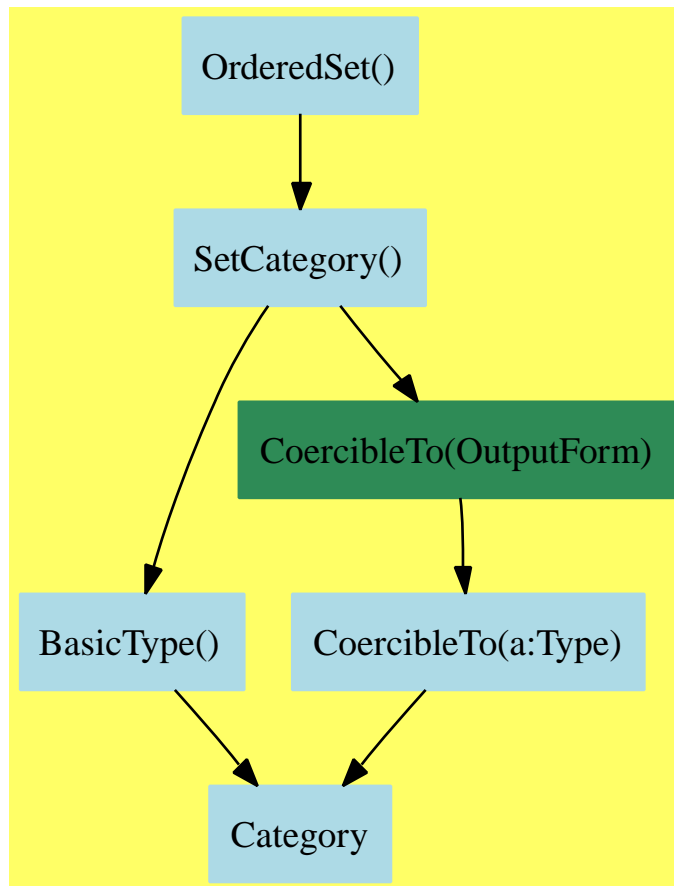 OrderedSet()
SetCategory()
CoercibleTo(OutputForm)
BasicType()
CoercibleTo(a:Type)
Category